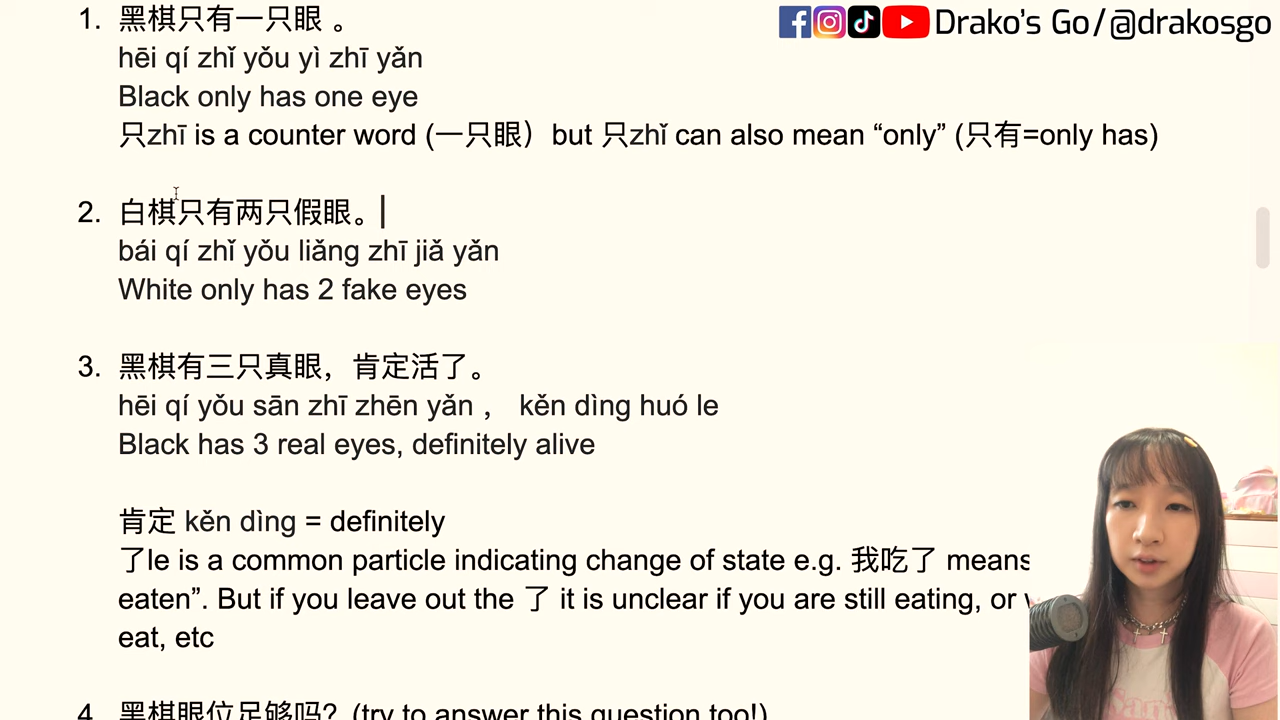 Drako's Go/@drakosgo
1. 黑棋只有一只眼 。
hēi qí zhǐ yǒu yì zhī yǎn
Black only has one eye
只zhī is a counter word (一只眼）but 只zhǐ can also mean “only” (只有=only has)
2. 白棋只有两只假眼。
bái qí zhǐ yǒu liǎng zhī jiǎ yǎn
White only has 2 fake eyes
3. 黑棋有三只真眼，肯定活了。
hēi qí yǒu sān zhī zhēn yǎn ， kěn dìng huó le
Black has 3 real eyes, definitely alive
肯定 kěn dìng = definitely
了le is a common particle indicating change of state e.g. 我吃了 means
eaten”. But if you leave out the 了 it is unclear if you are still eating, or
eat, etc
4. 黑棋眼位足够吗? (try to answer this question too!)